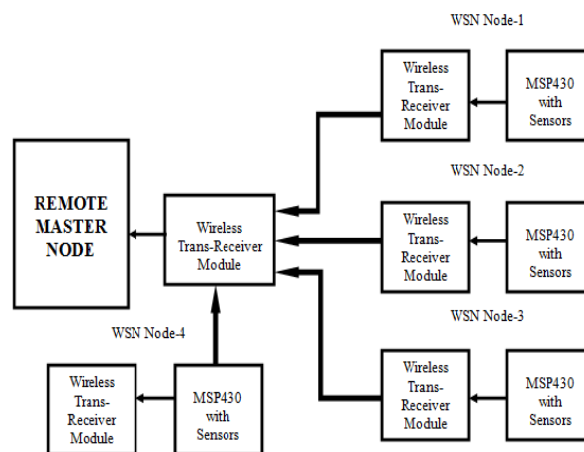 WSN Node-1
Wireless
Trans-
Receiver
Module
MSP430
with
Sensors
WSN Node-2
REMOTE
MASTER
NODE
Wireless
Trans-Receiver
Module
Wireless
Trans-
Receiver
Module
MSP430
with
Sensors
WSN Node-3
WSN Node-4
Wireless
Trans-
Receiver
Module
MSP430
with
Sensors
Wireless
Trans-
Receiver
Module
MSP430
with
Sensors